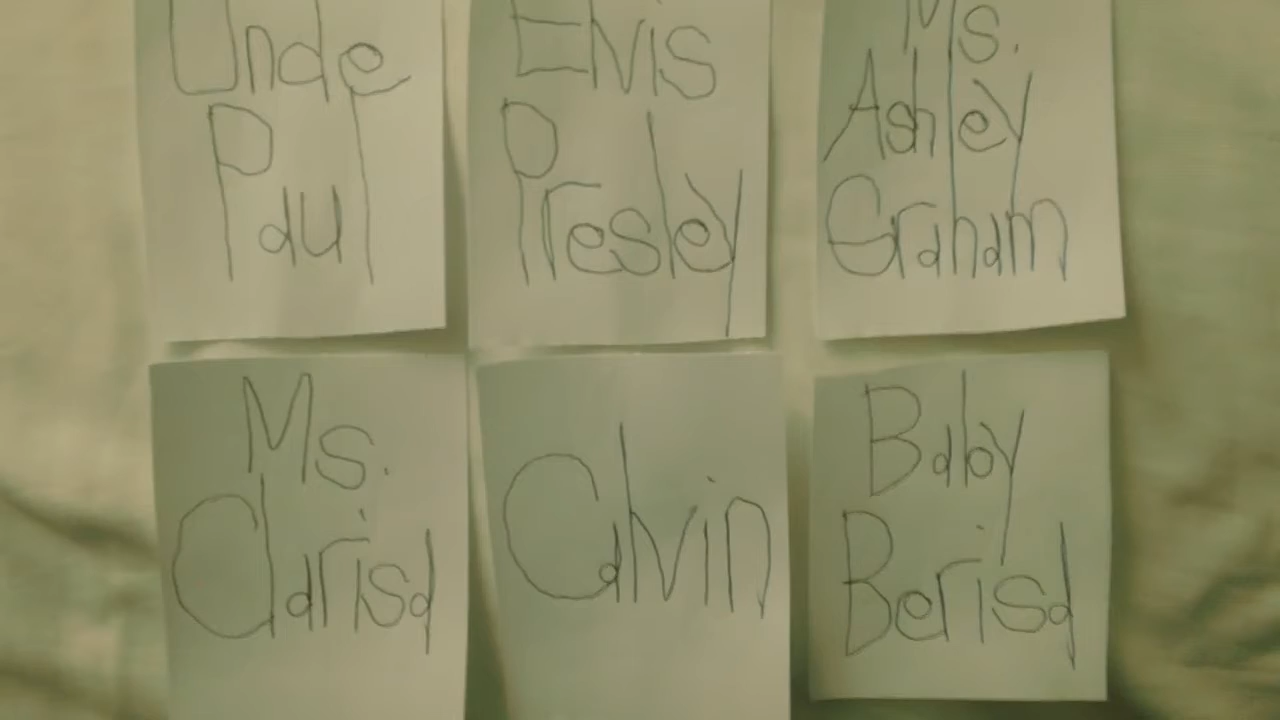 Uncle
Paul
Elvis
Presley
Ms.
Ashley
Graham
Ms.
Clarisa
Calvin
Baby
Berisa